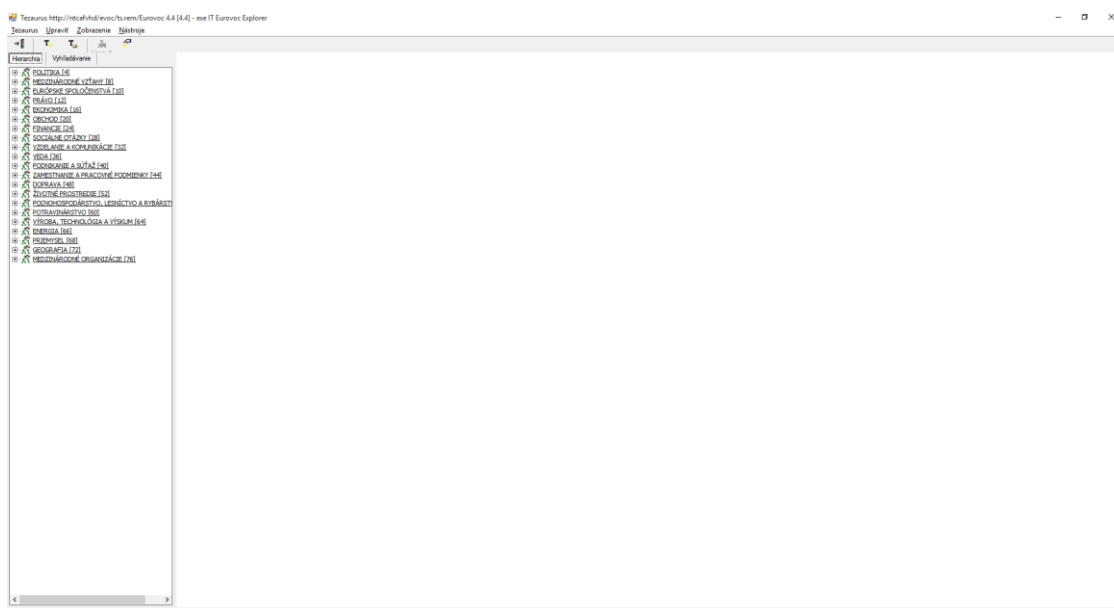 Tezaurus http://ntcafvhd/evoc/ts.rem/Eurovoc 4.4 [4.4] - exe IT Eurovoc Explorer
Tezaurus Upraviť Zobrazenie Nástroje
Hierarchia Vyhľadávanie
POLITIKA [4]
MEDZINÁRODNÉ VZŤAHY [8]
EURÓPSKE SPOLOČENSTVÁ [10]
PRÁVO [12]
EKONOMIKA [16]
OBCHOD [20]
FINANCIE [24]
SOCIÁLNE OTÁZKY [28]
VZDELANIE A KOMUNIKÁCIE [32]
VEDA [36]
PODNIKANIE A SÚŤAŽ [40]
ZAMESTNANIE A PRACOVNÉ PODMIENKY [44]
DOPRAVA [48]
ŽIVOTNÉ PROSTREDIE [52]
POĽNOHOSPODÁRSTVO, LESNÍCTVO A RYBÁRSTV
POTRAVINÁRSTVO [60]
VÝROBA, TECHNOLÓGIA A VÝSKUM [64]
ENERGIA [66]
PRIEMYSEL [68]
GEOGRAFIA [72]
MEDZINÁRODNÉ ORGANIZÁCIE [76]